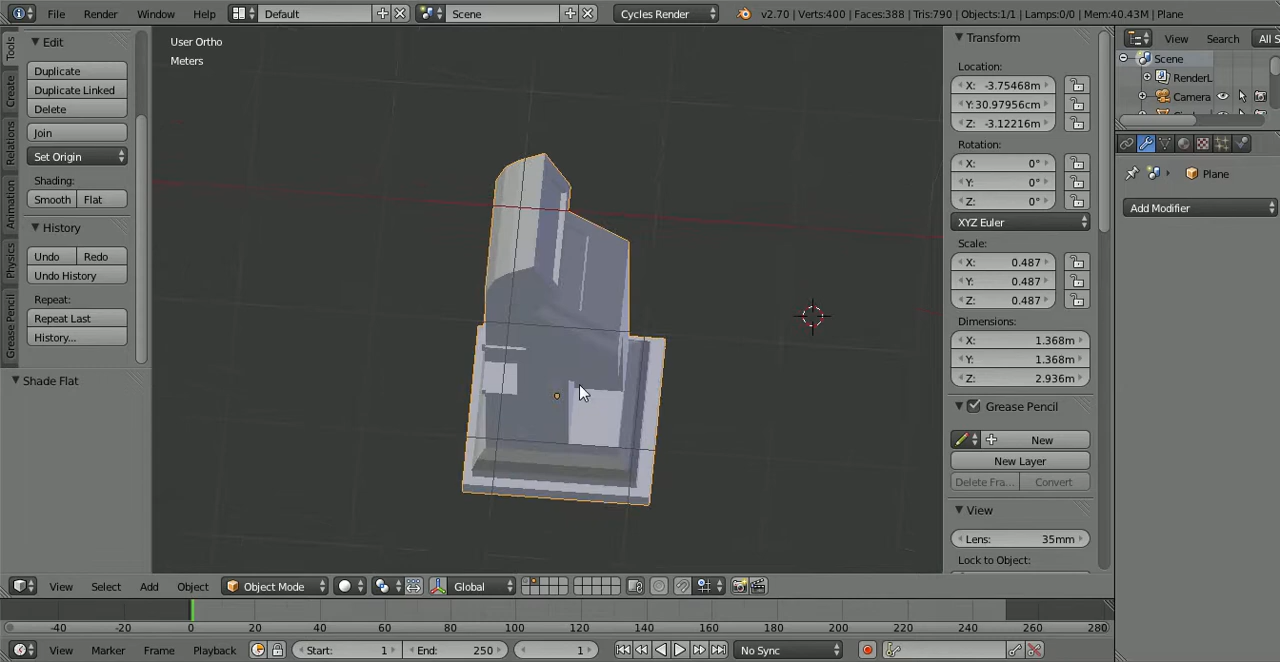 File Render Window Help Default Scene Cycles Render v2.70 | Verts:400 | Faces:388 | Tris:790 | Objects:1/1 | Lamps:0/0 | Mem:40.43M | Plane
User Ortho
Meters
Tools
Create
Relations
Animation
Physics
Grease Pencil
Edit
Duplicate
Duplicate Linked
Delete
Join
Set Origin
Shading:
Smooth Flat
History
Undo Redo
Undo History
Repeat:
Repeat Last
History...
Shade Flat
Transform
Location:
X: -3.75468m
Y: 30.97956cm
Z: -3.12216m
Rotation:
X: 0°
Y: 0°
Z: 0°
XYZ Euler
Scale:
X: 0.487
Y: 0.487
Z: 0.487
Dimensions:
X: 1.368m
Y: 1.368m
Z: 2.936m
Grease Pencil
New
New Layer
Delete Fra... Convert
View
Lens: 35mm
Lock to Object:
View Search All S
Scene
RenderL
Camera
Plane
Add Modifier
View Select Add Object Object Mode Global
-40 -20 0 20 40 60 80 100 120 140 160 180 200 220 240 260 280
View Marker Frame Playback Start: 1 End: 250 1 No Sync